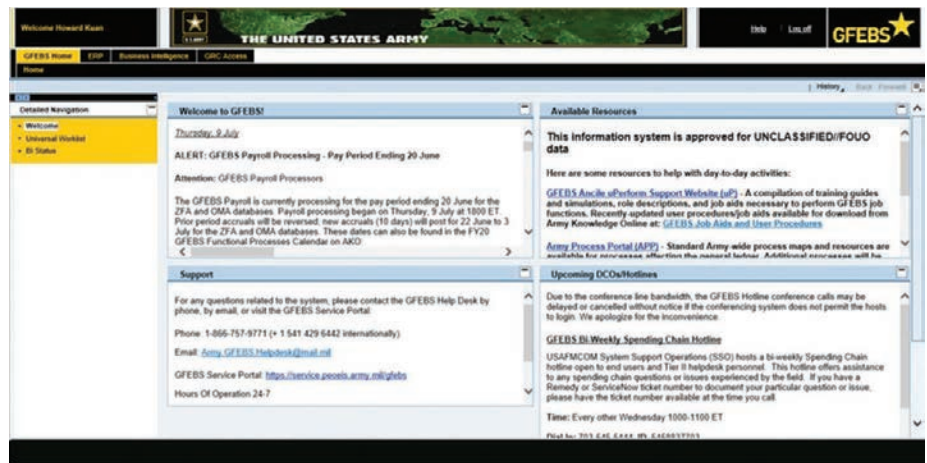 Welcome Howard Kean
U.S. ARMY
THE UNITED STATES ARMY
Help
Log off
GFEBS
GFEBS Home
ERP
Business Intelligence
GRC Access
Home
History
Back
Forward
Detailed Navigation
Welcome
Universal Worklist
BI Status
Welcome to GFEBS!
Thursday, 9 July
ALERT: GFEBS Payroll Processing - Pay Period Ending 20 June
Attention: GFEBS Payroll Processors
The GFEBS Payroll is currently processing for the pay period ending 20 June for the
ZFA and OMA databases. Payroll processing began on Thursday, 9 July at 1800 ET.
Prior period accruals will be reversed; new accruals (10 days) will post for 22 June to 3
July for the ZFA and OMA databases. These dates can also be found in the FY20
GFEBS Functional Processes Calendar on AKO
Available Resources
This information system is approved for UNCLASSIFIED//FOUO
data
Here are some resources to help with day-to-day activities:
GFEBS Ancile uPerform Support Website (uP) - A compilation of training guides
and simulations, role descriptions, and job aids necessary to perform GFEBS job
functions. Recently-updated user procedures/job aids available for download from
Army Knowledge Online at: GFEBS Job Aids and User Procedures
Army Process Portal (APP) - Standard Army-wide process maps and resources are
available for processes affecting the general ledger. Additional processes will be
Support
For any questions related to the system, please contact the GFEBS Help Desk by
phone, by email, or visit the GFEBS Service Portal:
Phone: 1-866-757-9771 (+ 1 541 429 6442 internationally)
Email: Army.GFEBS.Helpdesk@mail.mil
GFEBS Service Portal: https://service.peoeis.army.mil/gfebs
Hours Of Operation 24-7
Upcoming DCOs/Hotlines
Due to the conference line bandwidth, the GFEBS Hotline conference calls may be
delayed or cancelled without notice if the conferencing system does not permit the hosts
to login. We apologize for the inconvenience.
GFEBS Bi-Weekly Spending Chain Hotline
USAFMCOM System Support Operations (SSO) hosts a bi-weekly Spending Chain
hotline open to end users and Tier II helpdesk personnel. This hotline offers assistance
to any spending chain questions or issues experienced by the field. If you have a
Remedy or ServiceNow ticket number to document your particular question or issue,
please have the ticket number available at the time you call.
Time: Every other Wednesday 1000-1100 ET